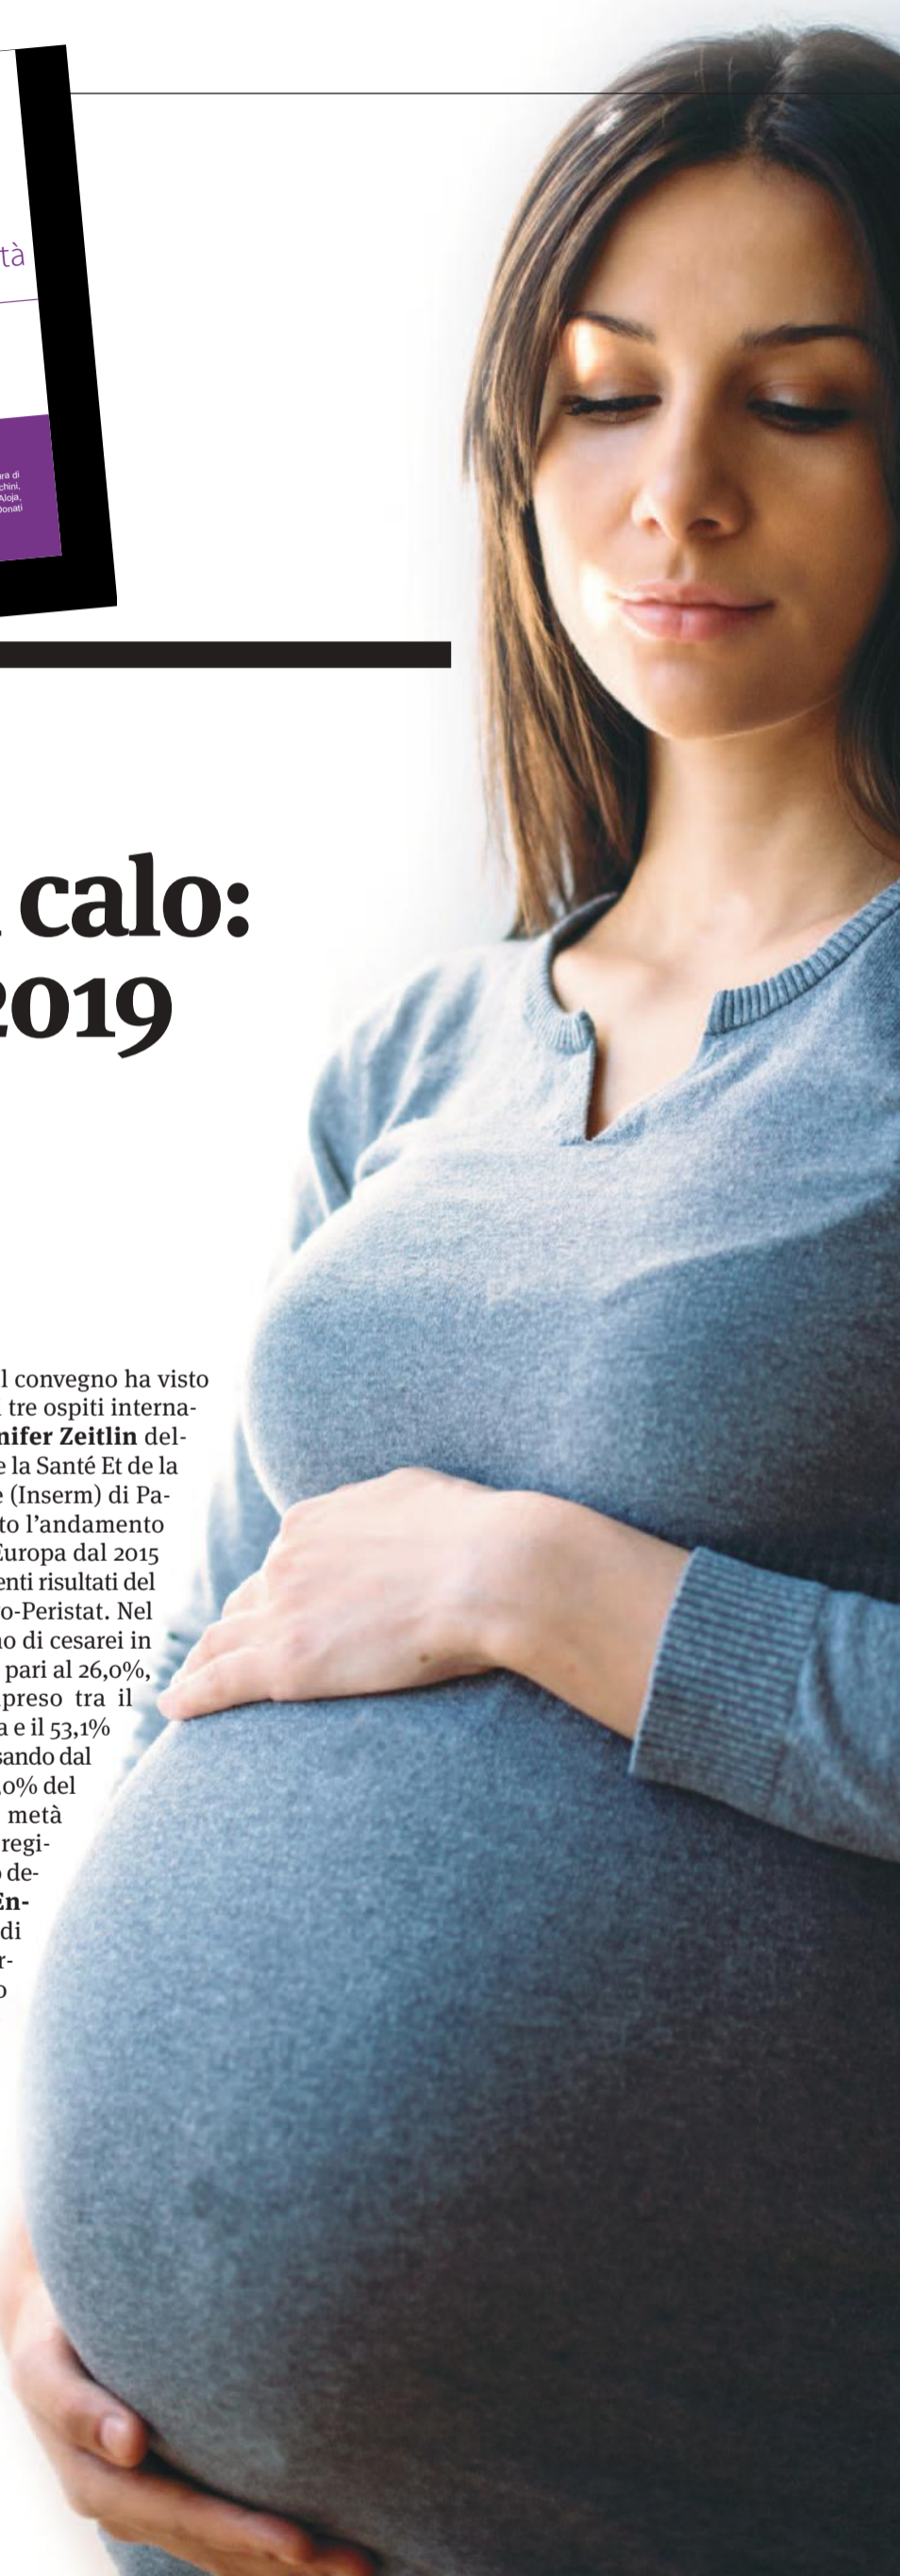 tà
ra di
chini,
Aloja,
Donati
calo:
2019
l convegno ha visto
tre ospiti interna-
nifer Zeitlin del-
e la Santé Et de la
e (Inserm) di Pa-
to l'andamento
Europa dal 2015
enti risultati del
o-Peristat. Nel
no di cesarei in
pari al 26,0%,
preso tra il
a e il 53,1%
sando dal
,0% del
metà
regi-
de-
En-
di
r-
o